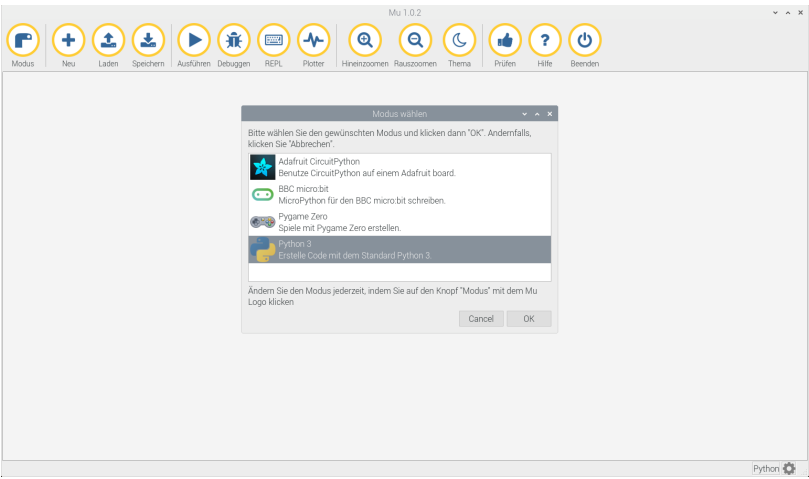 Mu 1.0.2
Modus Neu Laden Speichern Ausführen Debuggen REPL Plotter Hineinzoomen Rauszoomen Thema Prüfen Hilfe Beenden
Modus wählen
Bitte wählen Sie den gewünschten Modus und klicken dann "OK". Andernfalls,
klicken Sie "Abbrechen".
Adafruit CircuitPython
Benutze CircuitPython auf einem Adafruit board.
BBC micro:bit
MicroPython für den BBC micro:bit schreiben.
Pygame Zero
Spiele mit Pygame Zero erstellen.
Python 3
Erstelle Code mit dem Standard Python 3.
Ändern Sie den Modus jederzeit, indem Sie auf den Knopf "Modus" mit dem Mu
Logo klicken
Cancel OK
Python